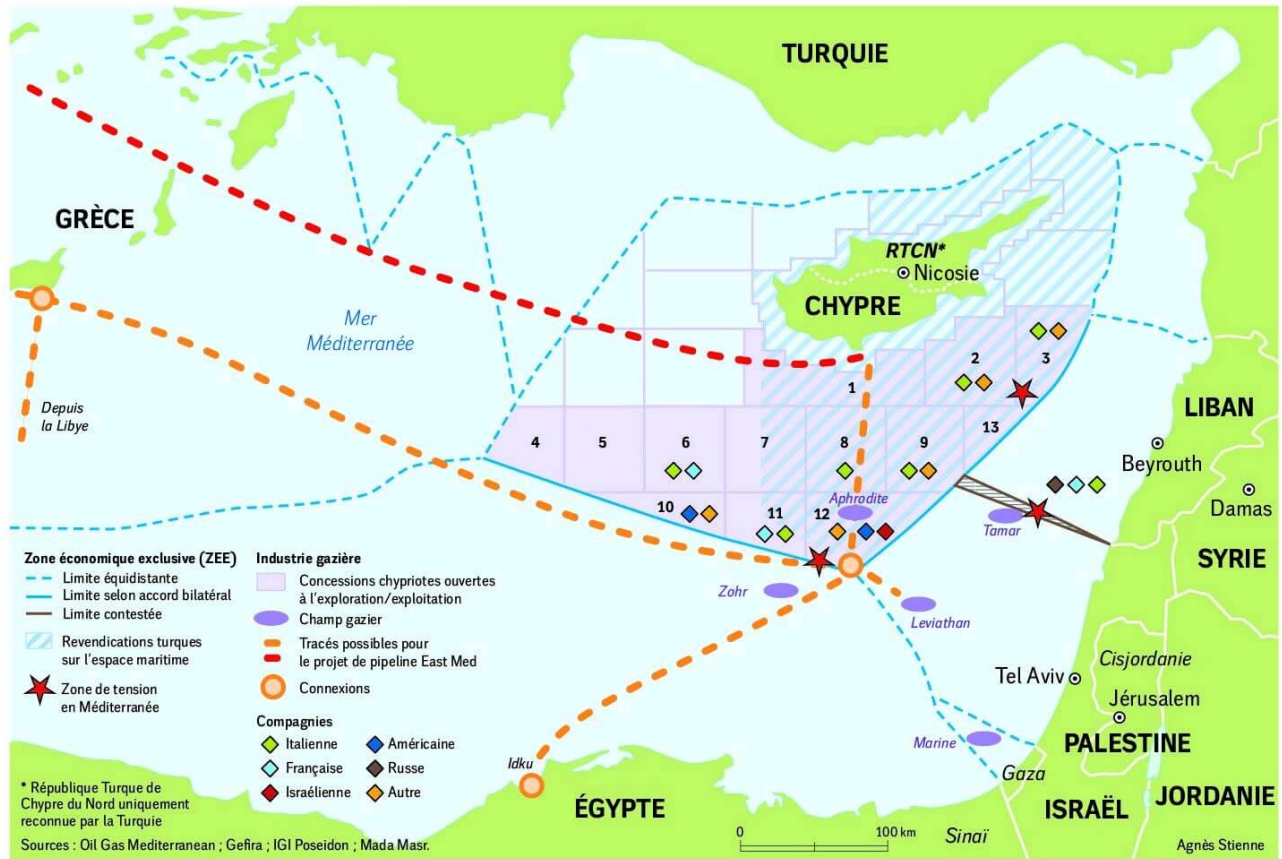 TURQUIE
GRÈCE
RTCN*
Nicosie
CHYPRE
Mer
Méditerranée
Depuis
la Libye
1
2
3
4
5
6
7
8
9
13
10
11
12
Aphrodite
Tamar
Zohr
Leviathan
Marine
LIBAN
Beyrouth
Damas
SYRIE
Tel Aviv
Cisjordanie
Jérusalem
PALESTINE
Gaza
ISRAËL
JORDANIE
Sinaï
Idku
ÉGYPTE
Zone économique exclusive (ZEE)
Limite équidistante
Limite selon accord bilatéral
Limite contestée
Revendications turques
sur l'espace maritime
Zone de tension
en Méditerranée
Industrie gazière
Concessions chypriotes ouvertes
à l'exploration/exploitation
Champ gazier
Tracés possibles pour
le projet de pipeline East Med
Connexions
Compagnies
Italienne
Française
Israélienne
Américaine
Russe
Autre
* République Turque de
Chypre du Nord uniquement
reconnue par la Turquie
Sources : Oil Gas Mediterranean ; Gefira ; IGI Poseidon ; Mada Masr.
0 100 km
Agnès Stienne